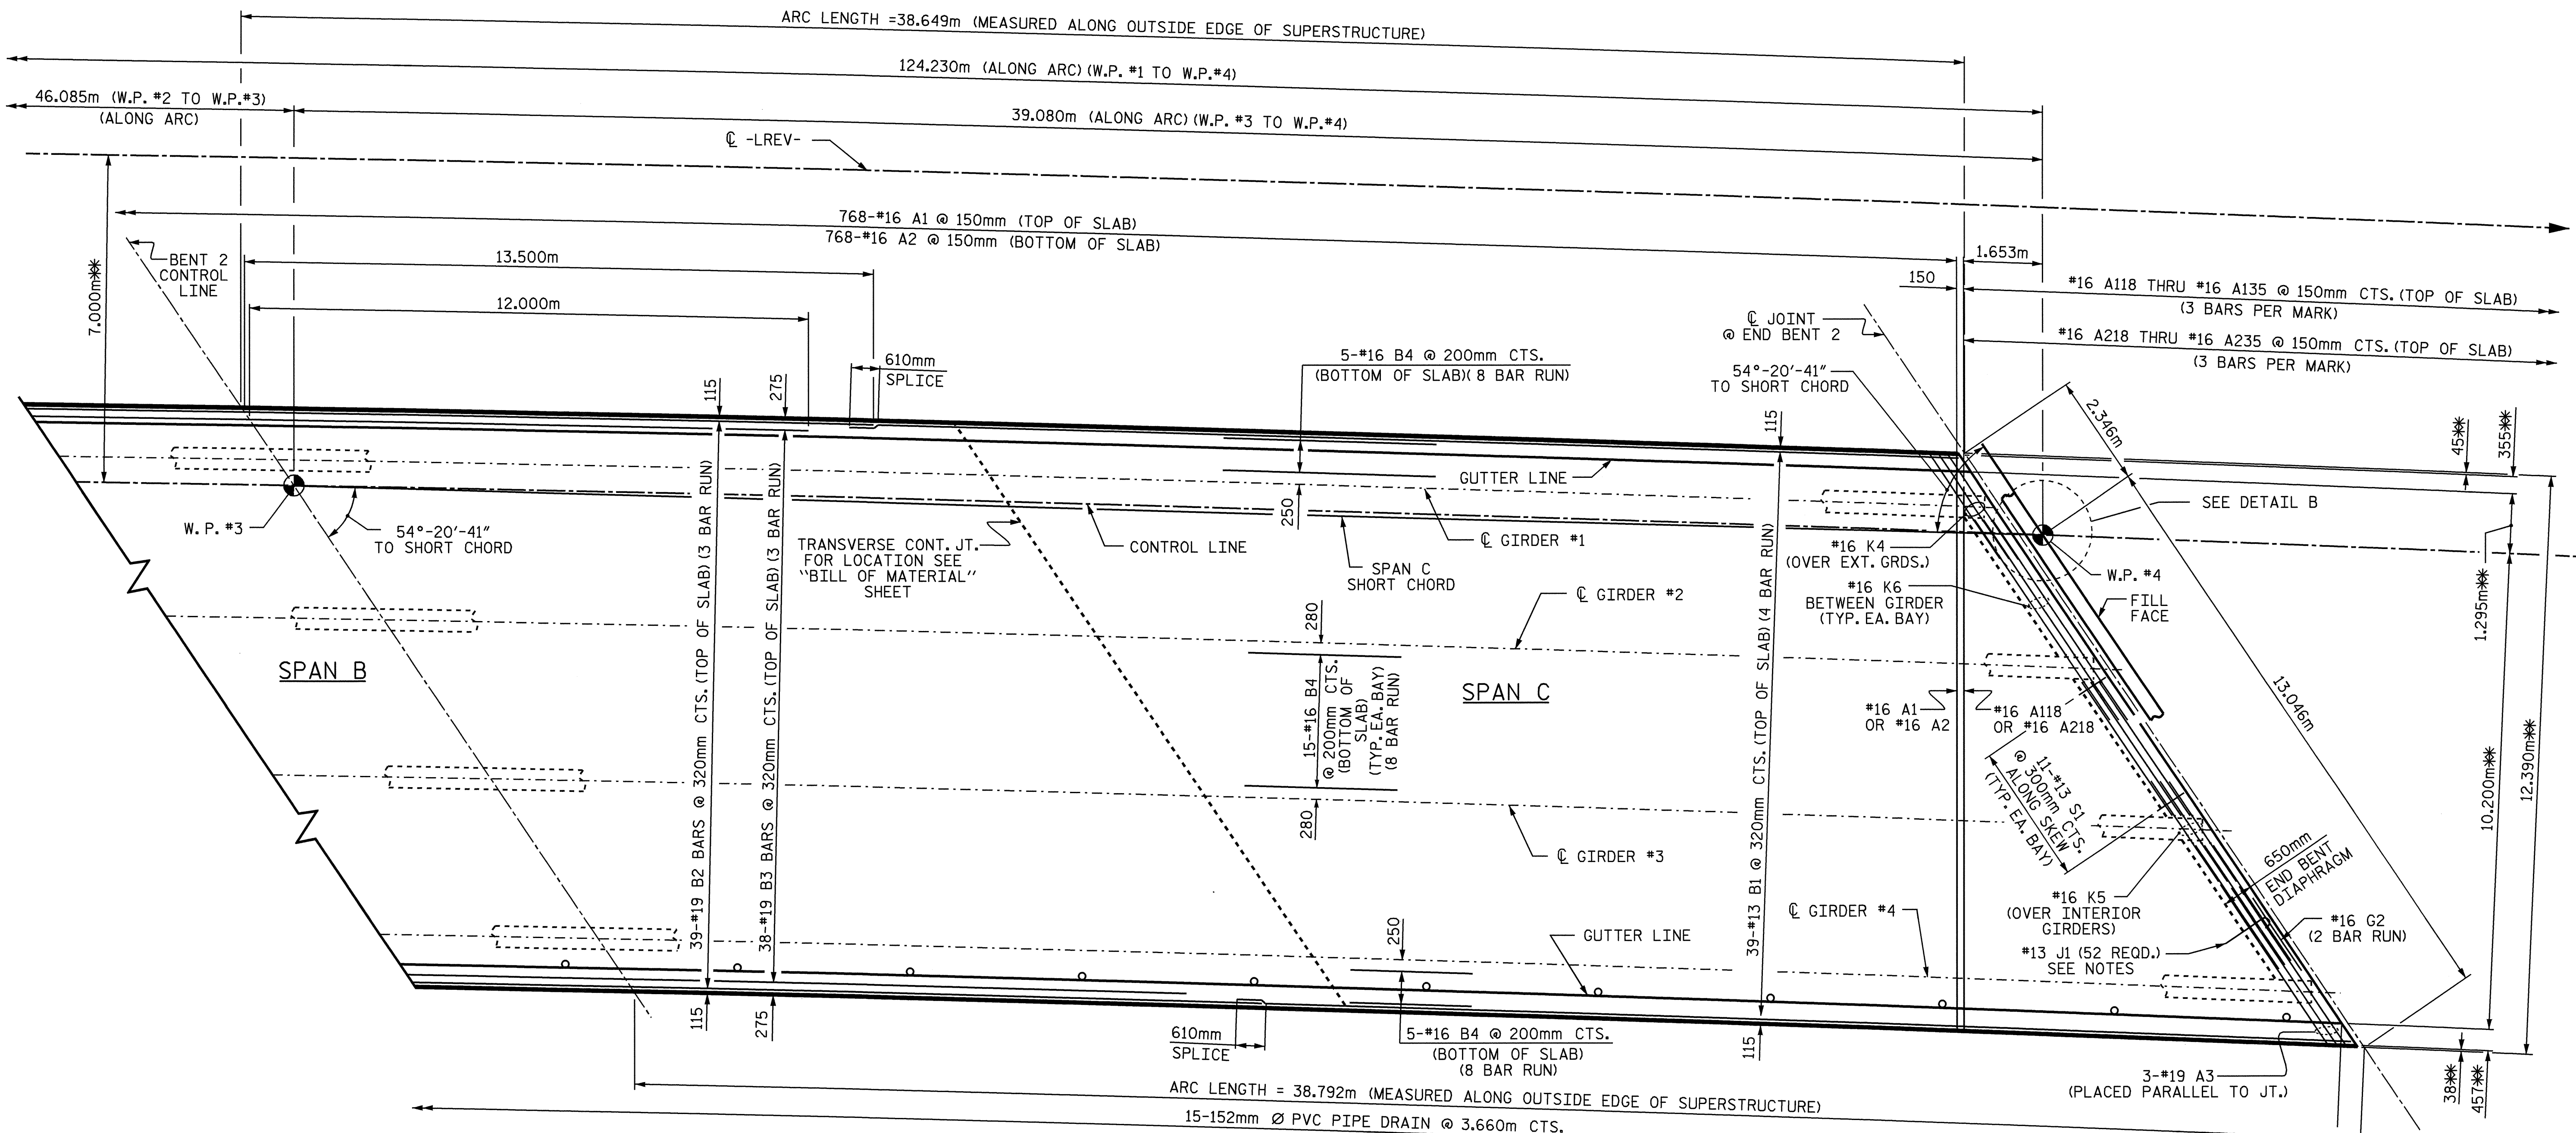 ARC LENGTH =38.649m (MEASURED ALONG OUTSIDE EDGE OF SUPERSTRUCTURE)
124.230m (ALONG ARC) (W.P. #1 TO W.P.#4)
46.085m (W.P. #2 TO W.P.#3)
(ALONG ARC)
39.080m (ALONG ARC) (W.P. #3 TO W.P.#4)
℄ -LREV-
768-#16 A1 @ 150mm (TOP OF SLAB)
768-#16 A2 @ 150mm (BOTTOM OF SLAB)
BENT 2
CONTROL
LINE
7.000m**
13.500m
12.000m
1.653m
150
#16 A118 THRU #16 A135 @ 150mm CTS. (TOP OF SLAB)
(3 BARS PER MARK)
#16 A218 THRU #16 A235 @ 150mm CTS. (TOP OF SLAB)
(3 BARS PER MARK)
℄ JOINT
@ END BENT 2
54°-20'-41"
TO SHORT CHORD
610mm
SPLICE
5-#16 B4 @ 200mm CTS.
(BOTTOM OF SLAB)( 8 BAR RUN)
115
275
115
2.346m
45**
355**
250
GUTTER LINE
SEE DETAIL B
W.P. #3
54°-20'-41"
TO SHORT CHORD
TRANSVERSE CONT. JT.
FOR LOCATION SEE
"BILL OF MATERIAL"
SHEET
CONTROL LINE
℄ GIRDER #1
SPAN C
SHORT CHORD
#16 K4
(OVER EXT. GRDS.)
#16 K6
BETWEEN GIRDER
(TYP. EA. BAY)
W.P. #4
FILL
FACE
1.295m**
℄ GIRDER #2
280
SPAN B
39-#19 B2 BARS @ 320mm CTS. (TOP OF SLAB) (3 BAR RUN)
38-#19 B3 BARS @ 320mm CTS. (TOP OF SLAB) (3 BAR RUN)
15-#16 B4
@ 200mm CTS.
(BOTTOM OF
SLAB)
(TYP. EA. BAY)
(8 BAR RUN)
SPAN C
39-#13 B1 @ 320mm CTS. (TOP OF SLAB) (4 BAR RUN)
#16 A1
OR #16 A2
#16 A118
OR #16 A218
13.046m
11-#13 S1
@ 300mm CTS.
ALONG SKEW
(TYP. EA. BAY)
10.200m**
12.390m**
280
℄ GIRDER #3
650mm
END BENT
DIAPHRAGM
#16 K5
(OVER INTERIOR
GIRDERS)
#16 G2
(2 BAR RUN)
℄ GIRDER #4
#13 J1 (52 REQD.)
SEE NOTES
250
GUTTER LINE
115
275
610mm
SPLICE
5-#16 B4 @ 200mm CTS.
(BOTTOM OF SLAB)
(8 BAR RUN)
115
3-#19 A3
(PLACED PARALLEL TO JT.)
38**
457**
ARC LENGTH = 38.792m (MEASURED ALONG OUTSIDE EDGE OF SUPERSTRUCTURE)
15-152mm Ø PVC PIPE DRAIN @ 3.660m CTS.